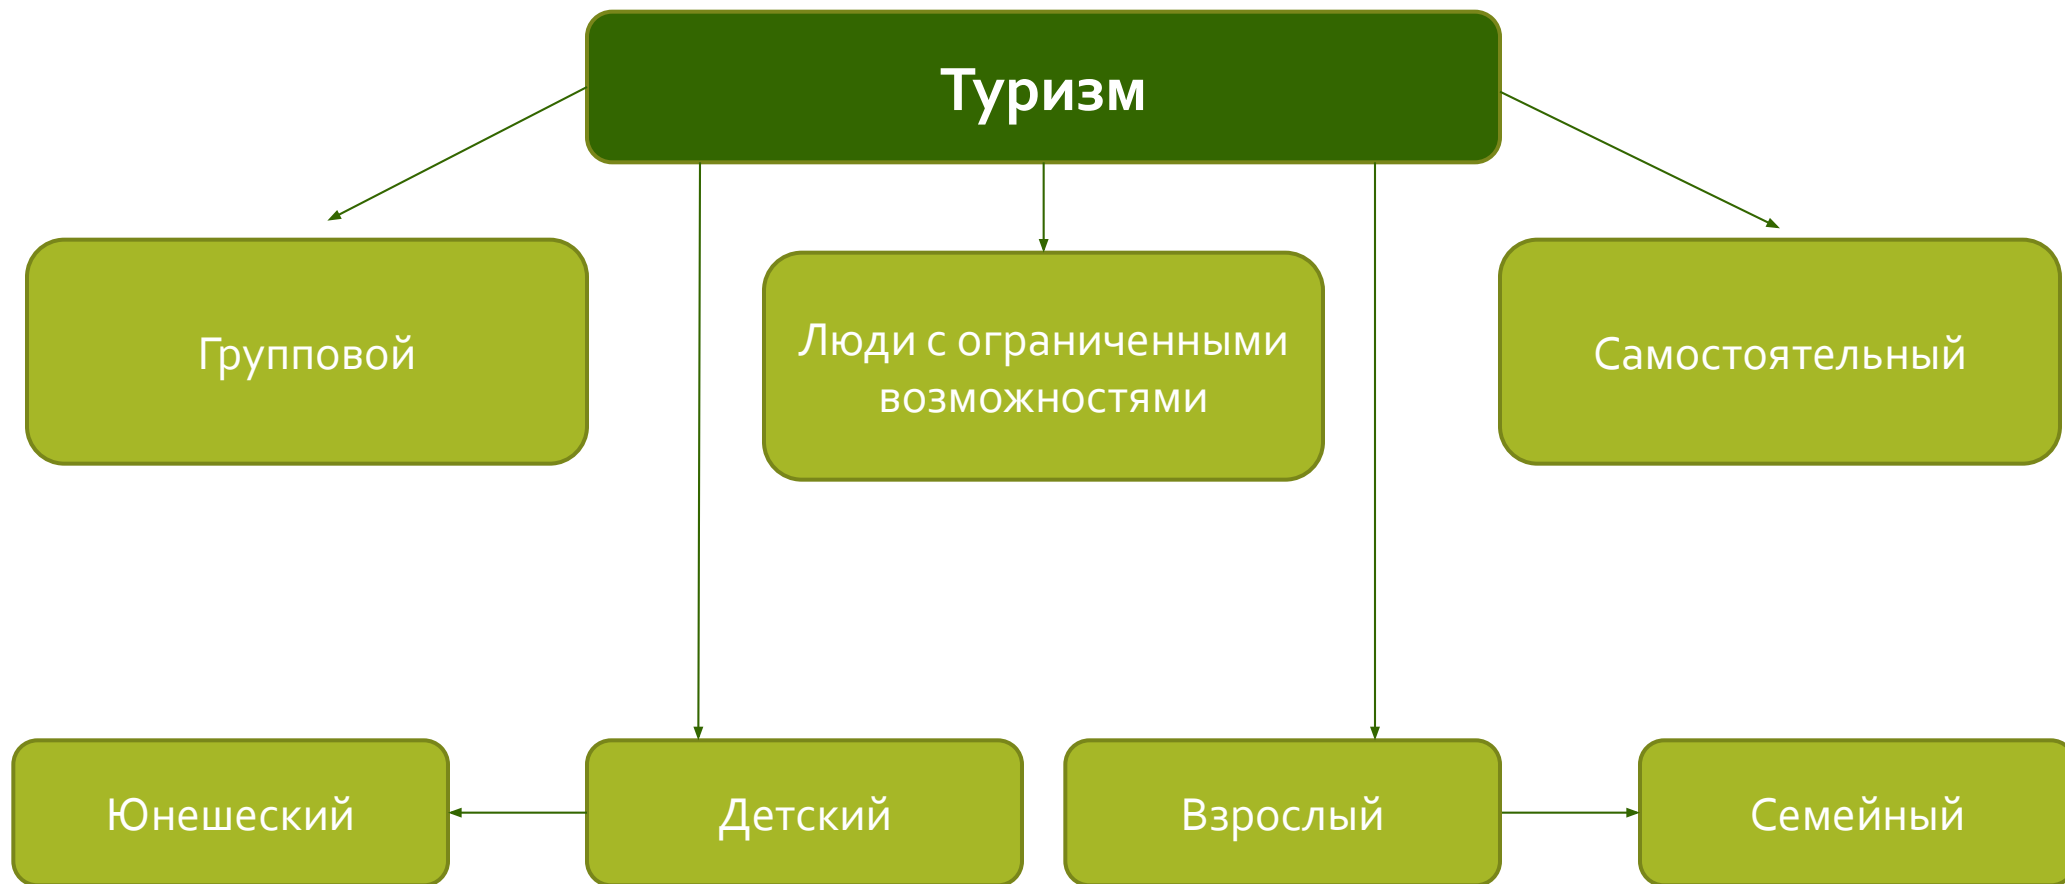 Туризм
Групповой
Люди с ограниченными
возможностями
Самостоятельный
Юнешеский
Детский
Взрослый
Семейный